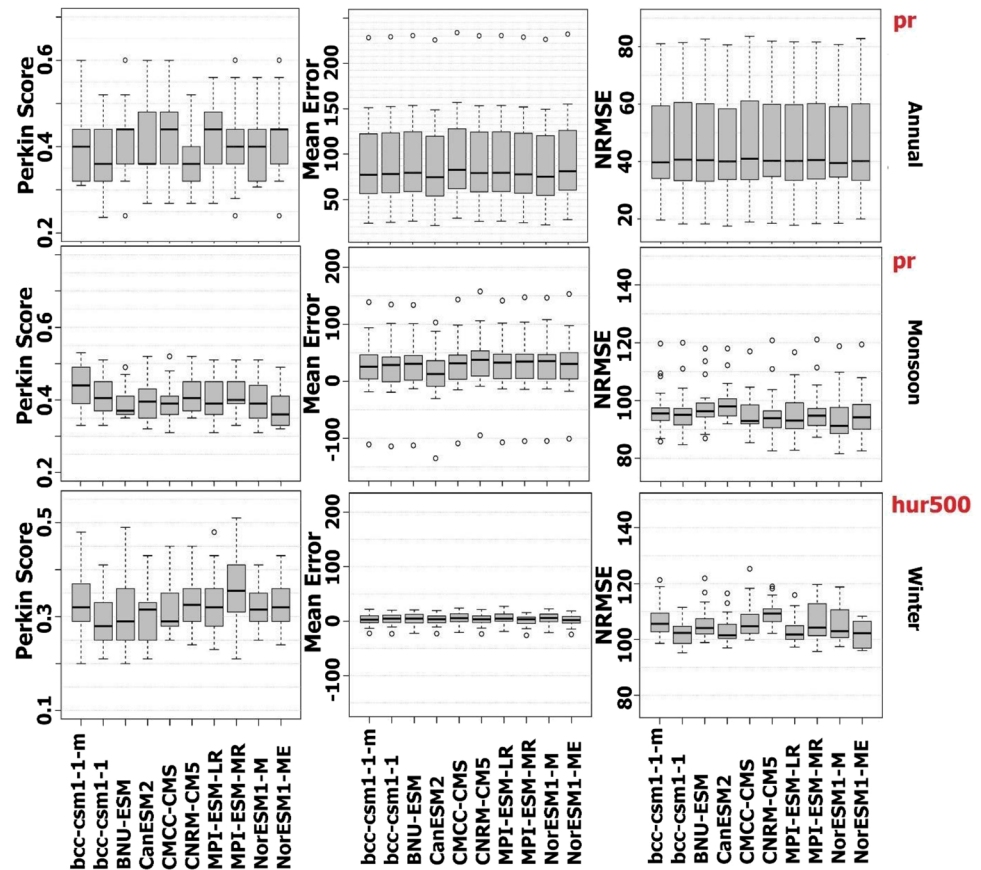 pr
Perkin Score
0.6
0.4
0.2
Mean Error
200
150
100
50
NRMSE
80
60
40
20
Annual
pr
Perkin Score
0.6
0.4
0.2
Mean Error
200
100
0
-100
NRMSE
140
120
100
80
Monsoon
hur500
Perkin Score
0.5
0.3
0.1
Mean Error
200
100
0
-100
NRMSE
140
120
100
80
Winter
bcc-csm1-1-m
bcc-csm1-1
BNU-ESM
CanESM2
CMCC-CMS
CNRM-CM5
MPI-ESM-LR
MPI-ESM-MR
NorESM1-M
NorESM1-ME
bcc-csm1-1-m
bcc-csm1-1
BNU-ESM
CanESM2
CMCC-CMS
CNRM-CM5
MPI-ESM-LR
MPI-ESM-MR
NorESM1-M
NorESM1-ME
bcc-csm1-1-m
bcc-csm1-1
BNU-ESM
CanESM2
CMCC-CMS
CNRM-CM5
MPI-ESM-LR
MPI-ESM-MR
NorESM1-M
NorESM1-ME